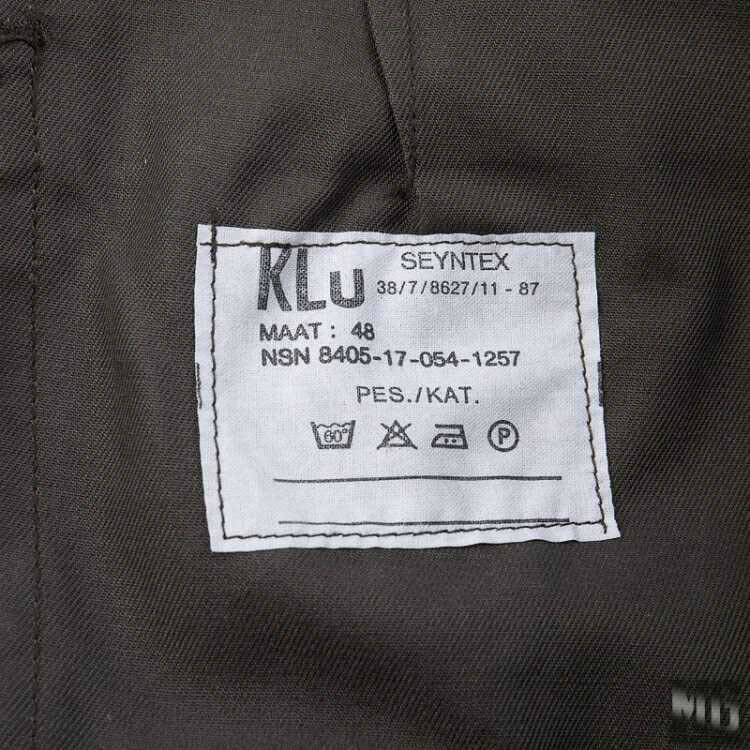 KLu
SEYNTEX
38/7/8627/11 - 87
MAAT : 48
NSN 8405-17-054-1257
PES./KAT.
60°
P